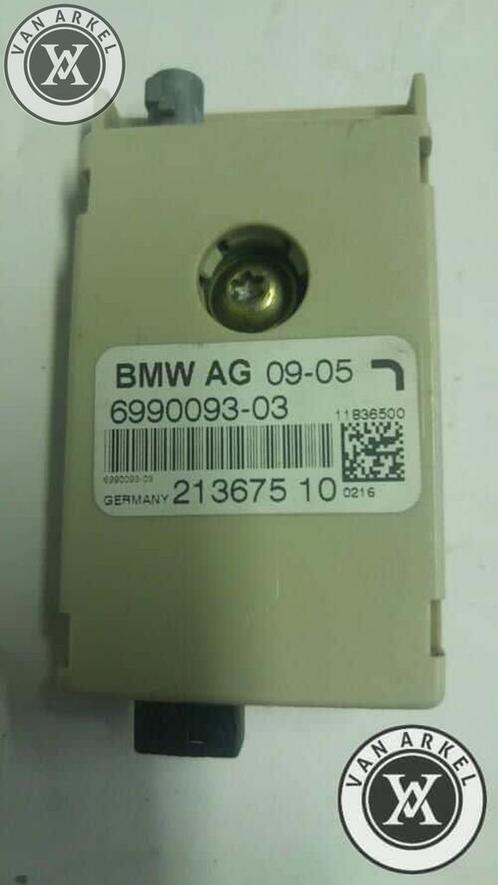 VAN ARKEL
BMW AG 09-05
6990093-03
11836500
6990093-03
GERMANY 213675 10 0216
VAN ARKEL